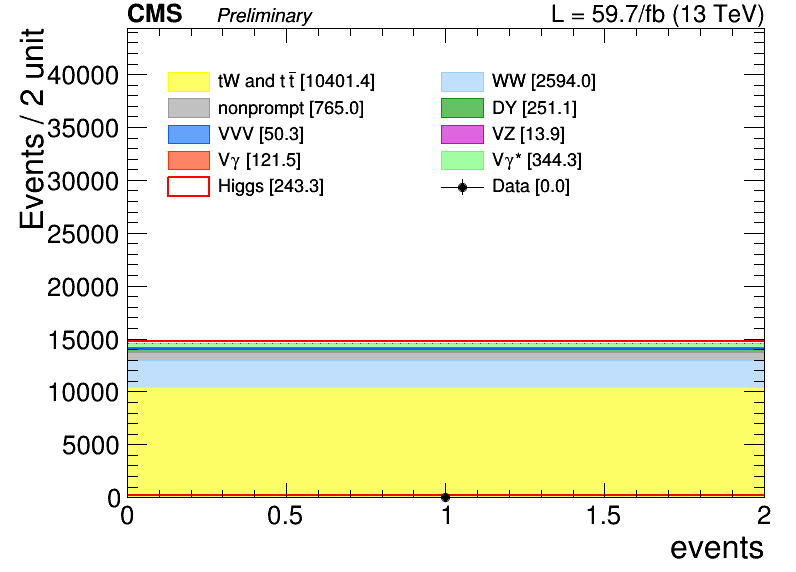 CMS Preliminary L = 59.7/fb (13 TeV)
Events / 2 unit
40000
35000
30000
25000
20000
15000
10000
5000
0
tW and t t̅ [10401.4] WW [2594.0]
nonprompt [765.0] DY [251.1]
VVV [50.3] VZ [13.9]
Vγ [121.5] Vγ* [344.3]
Higgs [243.3] Data [0.0]
0 0.5 1 1.5 2
events